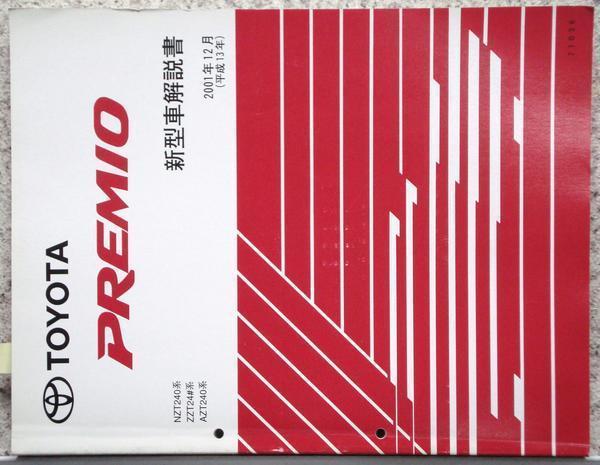 TOYOTA
PREMIO
新型車解説書
2001年12月
(平成13年)
NZT240系
ZZT24#系
AZT240系
71036